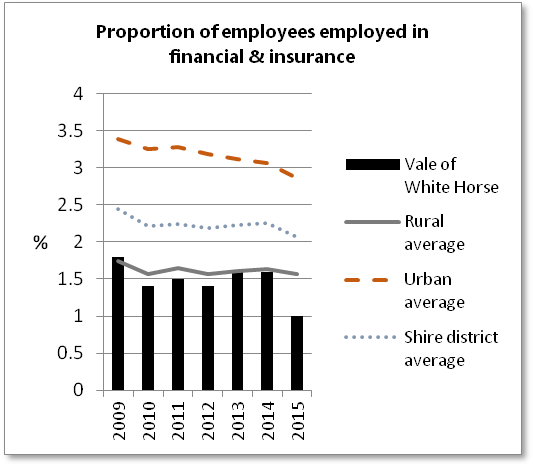 Proportion of employees employed in
financial & insurance
4
3.5
3
2.5
2
1.5
1
0.5
0
%
2009
2010
2011
2012
2013
2014
2015
Vale of
White Horse
Rural
average
Urban
average
Shire district
average